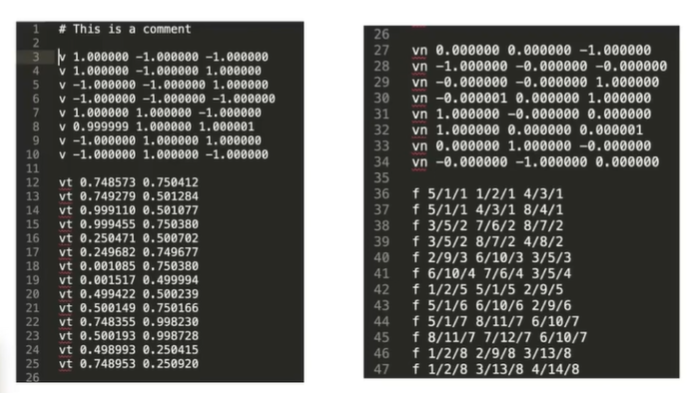 1 # This is a comment
2
3 v 1.000000 -1.000000 -1.000000
4 v 1.000000 -1.000000 1.000000
5 v -1.000000 -1.000000 1.000000
6 v -1.000000 -1.000000 -1.000000
7 v 1.000000 1.000000 -1.000000
8 v 0.999999 1.000000 1.000001
9 v -1.000000 1.000000 1.000000
10 v -1.000000 1.000000 -1.000000
11
12 vt 0.748573 0.750412
13 vt 0.749279 0.501284
14 vt 0.999110 0.501077
15 vt 0.999455 0.750380
16 vt 0.250471 0.500702
17 vt 0.249682 0.749677
18 vt 0.001085 0.750380
19 vt 0.001517 0.499994
20 vt 0.499422 0.500239
21 vt 0.500149 0.750166
22 vt 0.748355 0.998230
23 vt 0.500193 0.998728
24 vt 0.498993 0.250415
25 vt 0.748953 0.250920
26
26
27 vn 0.000000 0.000000 -1.000000
28 vn -1.000000 -0.000000 -0.000000
29 vn -0.000000 -0.000000 1.000000
30 vn -0.000001 0.000000 1.000000
31 vn 1.000000 -0.000000 0.000000
32 vn 1.000000 0.000000 0.000001
33 vn 0.000000 1.000000 -0.000000
34 vn -0.000000 -1.000000 0.000000
35
36 f 5/1/1 1/2/1 4/3/1
37 f 5/1/1 4/3/1 8/4/1
38 f 3/5/2 7/6/2 8/7/2
39 f 3/5/2 8/7/2 4/8/2
40 f 2/9/3 6/10/3 3/5/3
41 f 6/10/4 7/6/4 3/5/4
42 f 1/2/5 5/1/5 2/9/5
43 f 5/1/6 6/10/6 2/9/6
44 f 5/1/7 8/11/7 6/10/7
45 f 8/11/7 7/12/7 6/10/7
46 f 1/2/8 2/9/8 3/13/8
47 f 1/2/8 3/13/8 4/14/8